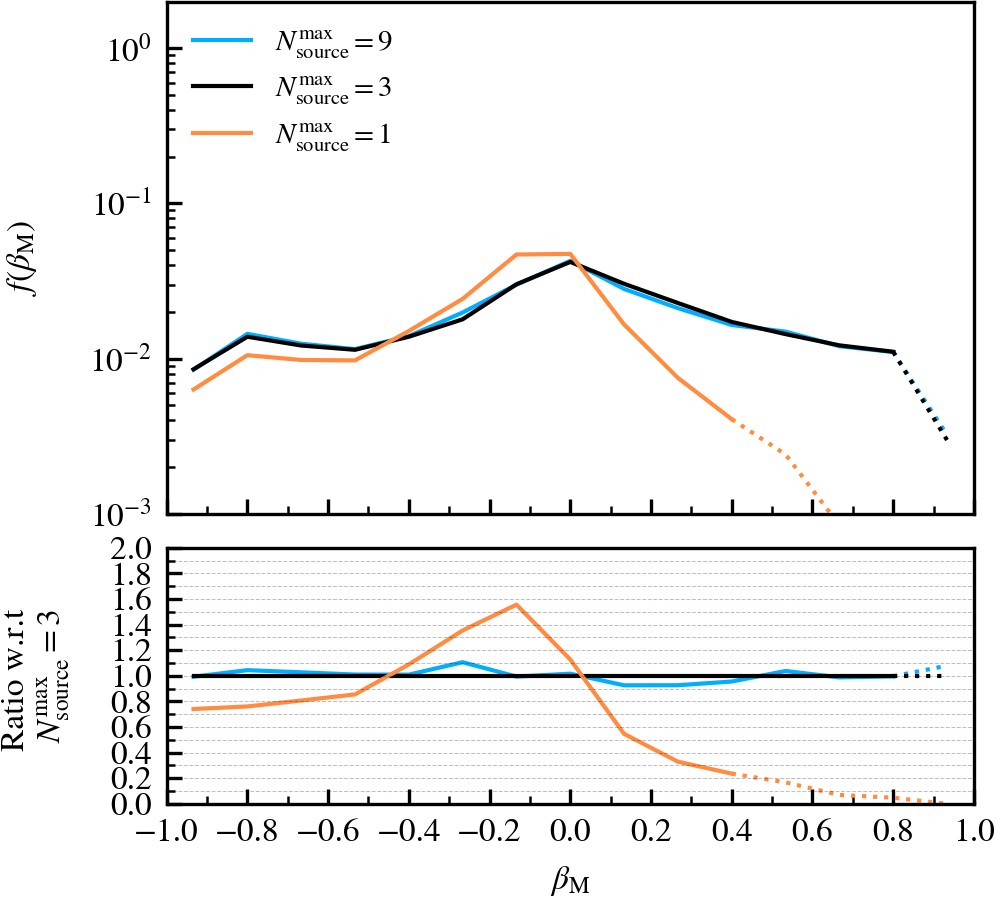 10⁰
10⁻¹
10⁻²
10⁻³
f(β_M)
N_source^max = 9
N_source^max = 3
N_source^max = 1
2.0
1.8
1.6
1.4
1.2
1.0
0.8
0.6
0.4
0.2
0.0
Ratio w.r.t
N_source^max = 3
−1.0 −0.8 −0.6 −0.4 −0.2 0.0 0.2 0.4 0.6 0.8 1.0
β_M